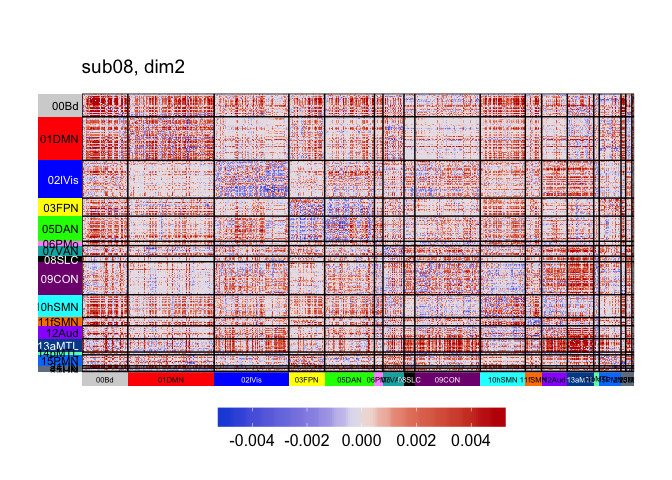 sub08, dim2
00Bd
01DMN
02lVis
03FPN
05DAN
06PMo
07VAN
08SLC
09CON
10hSMN
11fSMN
12Aud
13aMTL
15PMN
00Bd 01DMN 02lVis 03FPN 05DAN 08SLC 09CON 10hSMN 11fSMN 12Aud
-0.004 -0.002 0.000 0.002 0.004